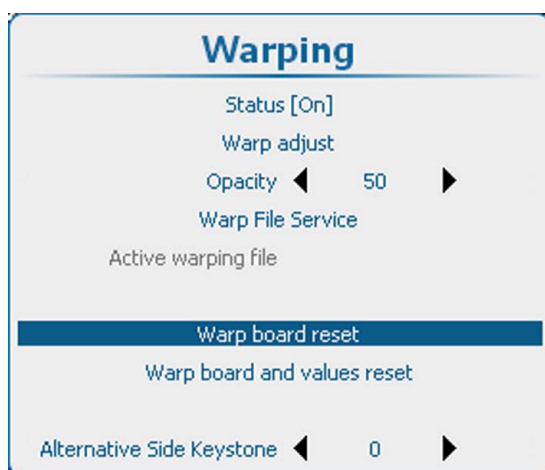 Warping
Status [On]
Warp adjust
Opacity 50
Warp File Service
Active warping file
Warp board reset
Warp board and values reset
Alternative Side Keystone 0